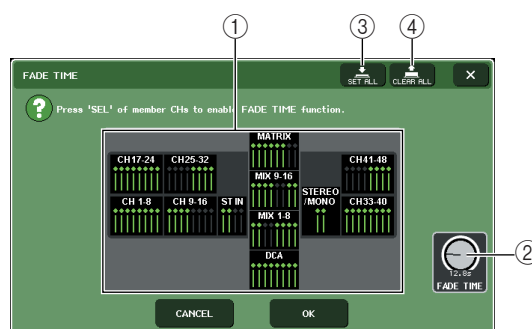 ① ③ ④
FADE TIME SET ALL CLEAR ALL ×
? Press 'SEL' of member CHs to enable FADE TIME function.
MATRIX
CH17-24 CH25-32 CH41-48
MIX 9-16
STEREO
/MONO
CH 1-8 CH 9-16 ST IN CH33-40
MIX 1-8
DCA
②
12.0s
FADE TIME
CANCEL OK